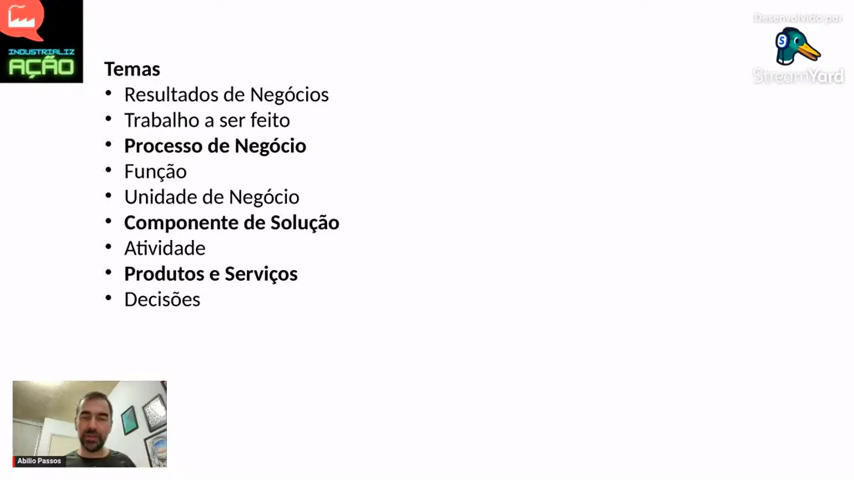 INDUSTRIALIZ
AÇÃO
Desenvolvido por
S
StreamYard
Temas
• Resultados de Negócios
• Trabalho a ser feito
• Processo de Negócio
• Função
• Unidade de Negócio
• Componente de Solução
• Atividade
• Produtos e Serviços
• Decisões
Abilio Passos